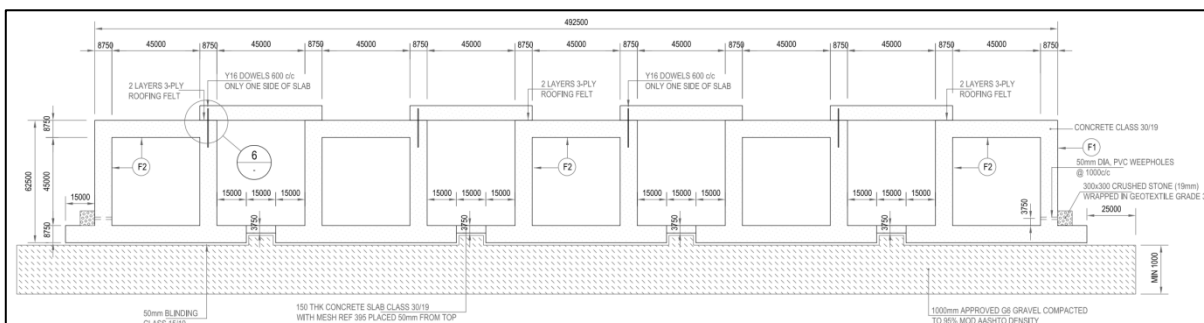 492500
8750 45000 8750 45000 8750 45000 8750 45000 8750 45000 8750 45000 8750 45000 8750 45000 8750 45000 8750
Y16 DOWELS 600 c/c
ONLY ONE SIDE OF SLAB
Y16 DOWELS 600 c/c
ONLY ONE SIDE OF SLAB
2 LAYERS 3-PLY
ROOFING FELT
2 LAYERS 3-PLY
ROOFING FELT
2 LAYERS 3-PLY
ROOFING FELT
CONCRETE CLASS 30/19
8750
45000
62500
8750
F2
6
-
F2
F2
F1
50mm DIA. PVC WEEPHOLES
@ 1000c/c
300x300 CRUSHED STONE (19mm)
WRAPPED IN GEOTEXTILE GRADE
15000
15000 15000 15000
15000 15000 15000
15000 15000 15000
15000 15000 15000
25000
3750
3750
3750
3750
3750
MIN 1000
50mm BLINDING
150 THK CONCRETE SLAB CLASS 30/19
WITH MESH REF 395 PLACED 50mm FROM TOP
1000mm APPROVED G6 GRAVEL COMPACTED
TO 95% MOD AASHTO DENSITY